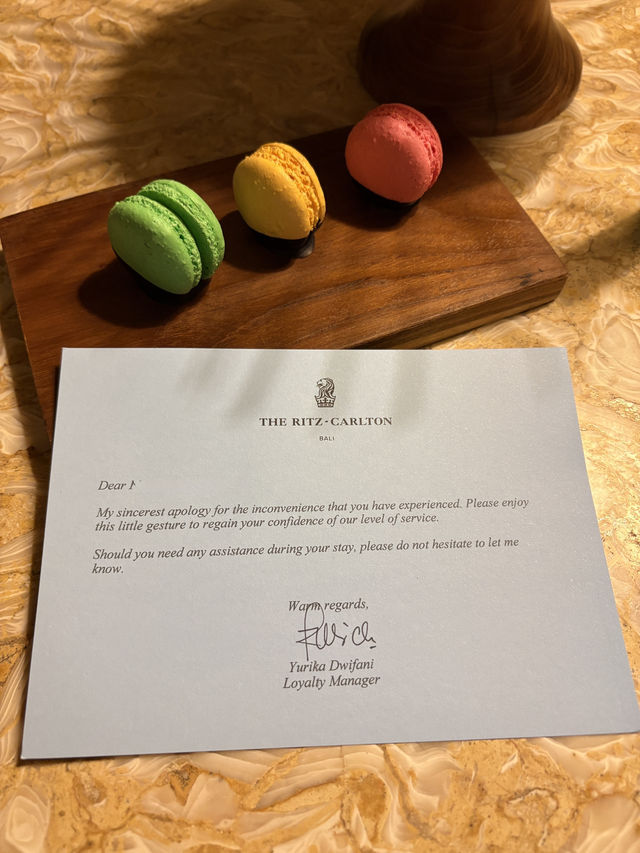 THE RITZ-CARLTON
BALI
Dear
My sincerest apology for the inconvenience that you have experienced. Please enjoy
this little gesture to regain your confidence of our level of service.
Should you need any assistance during your stay, please do not hesitate to let me
know.
Warm regards,
Yurika Dwifani
Loyalty Manager